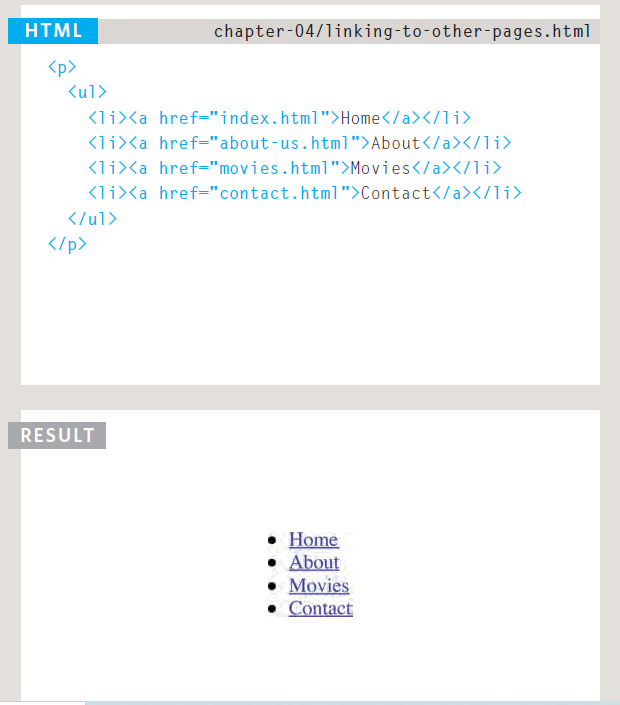 HTML chapter-04/linking-to-other-pages.html
<p>
<ul>
<li><a href="index.html">Home</a></li>
<li><a href="about-us.html">About</a></li>
<li><a href="movies.html">Movies</a></li>
<li><a href="contact.html">Contact</a></li>
</ul>
</p>
RESULT
• Home
• About
• Movies
• Contact